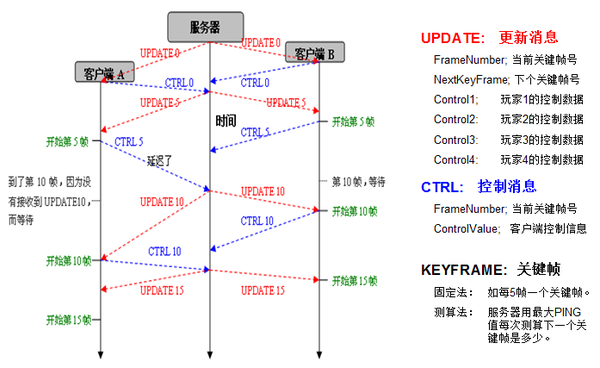 服务器
UPDATE 0
UPDATE 0
客户端 A
客户端 B
CTRL 0
CTRL 0
UPDATE 5
UPDATE 5
时间
开始第 5 帧
CTRL 5
CTRL 5
开始第 5 帧
延迟了
到了第 10 帧，因为没
有接收到 UPDATE10，
而等待
UPDATE 10
UPDATE 10
第 10 帧，等待
开始第 10 帧
CTRL 10
CTRL 10
开始第 10 帧
UPDATE 15
UPDATE 15
开始第 15 帧
开始第 15 帧
UPDATE: 更新消息
FrameNumber; 当前关键帧号
NextKeyFrame; 下个关键帧号
Control1; 玩家1的控制数据
Control2: 玩家2的控制数据
Control3: 玩家3的控制数据
Control4: 玩家4的控制数据
CTRL: 控制消息
FrameNumber; 当前关键帧号
ControlValue; 客户端控制信息
KEYFRAME: 关键帧
固定法： 如每5帧一个关键帧。
测算法： 服务器用最大PING
值每次测算下一个关
键帧是多少。